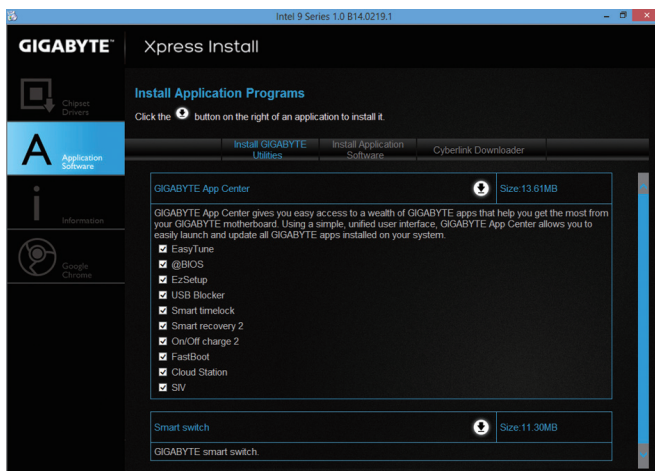 Intel 9 Series 1.0 B14.0219.1
GIGABYTE™
Xpress Install
Chipset
Drivers
A
Application
Software
Information
Google
Chrome
Install Application Programs
Click the button on the right of an application to install it.
Install GIGABYTE
Utilities
Install Application
Software
Cyberlink Downloader
GIGABYTE App Center
Size:13.61MB
GIGABYTE App Center gives you easy access to a wealth of GIGABYTE apps that help you get the most from
your GIGABYTE motherboard. Using a simple, unified user interface, GIGABYTE App Center allows you to
easily launch and update all GIGABYTE apps installed on your system.
EasyTune
@BIOS
EzSetup
USB Blocker
Smart timelock
Smart recovery 2
On/Off charge 2
FastBoot
Cloud Station
SIV
Smart switch
Size:11.30MB
GIGABYTE smart switch.